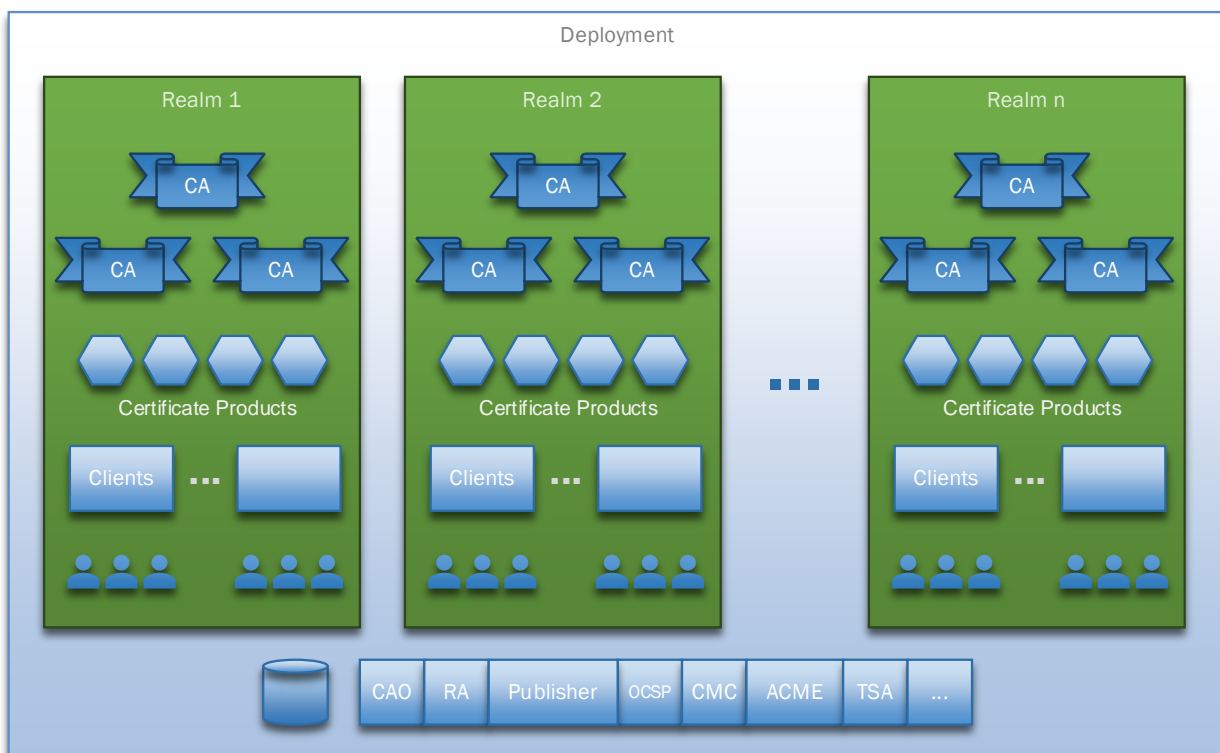 Deployment
Realm 1
Realm 2
Realm n
CA
CA
CA
CA CA
CA CA
CA CA
...
Certificate Products
Certificate Products
Certificate Products
Clients ...
Clients ...
Clients ...
CAO RA Publisher OCSP CMC ACME TSA ...